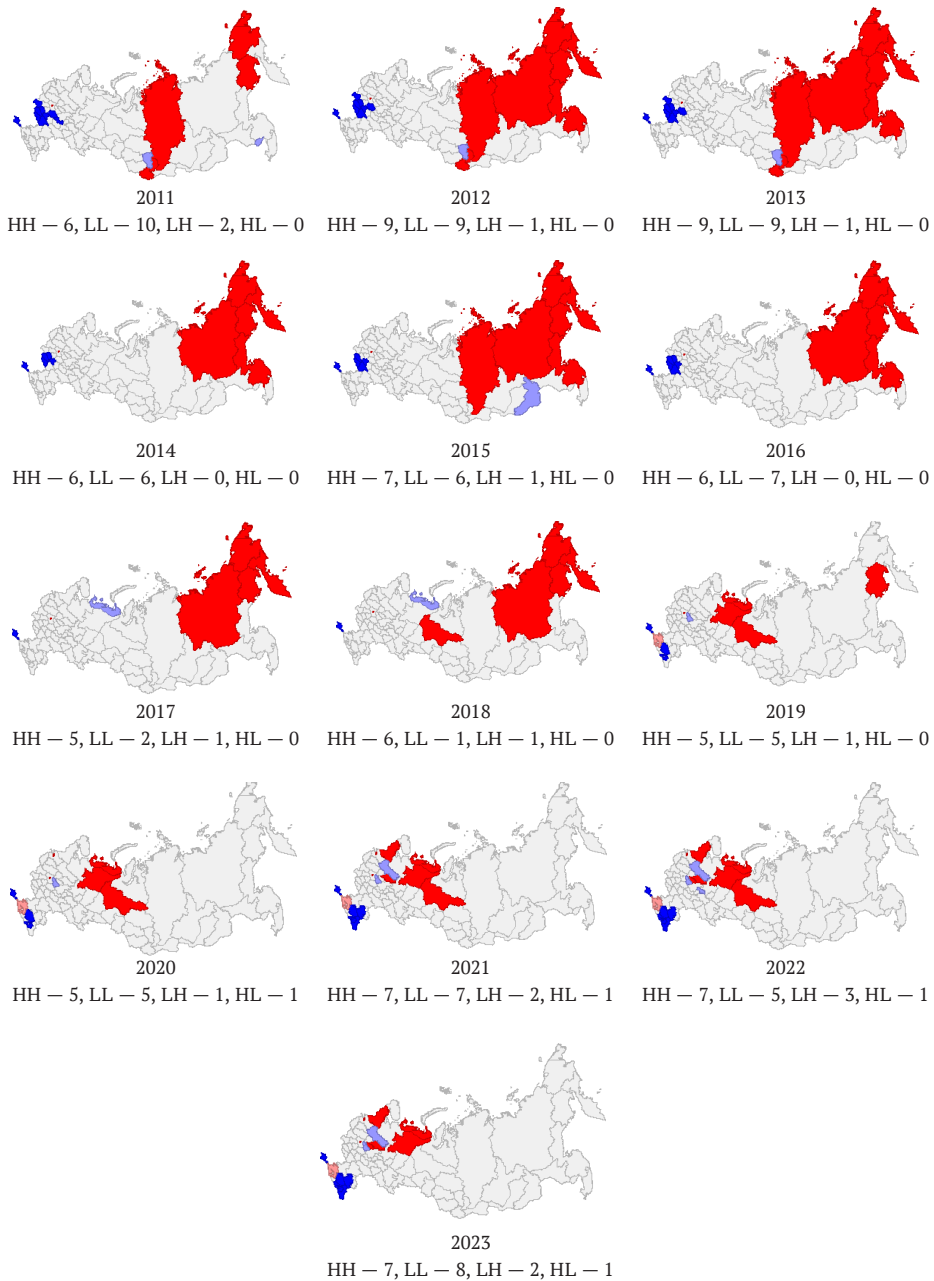 2011
2012
2013
HH — 6, LL — 10, LH — 2, HL — 0
HH — 9, LL — 9, LH — 1, HL — 0
HH — 9, LL — 9, LH — 1, HL — 0
2014
2015
2016
HH — 6, LL — 6, LH — 0, HL — 0
HH — 7, LL — 6, LH — 1, HL — 0
HH — 6, LL — 7, LH — 0, HL — 0
2017
2018
2019
HH — 5, LL — 2, LH — 1, HL — 0
HH — 6, LL — 1, LH — 1, HL — 0
HH — 5, LL — 5, LH — 1, HL — 0
2020
2021
2022
HH — 5, LL — 5, LH — 1, HL — 1
HH — 7, LL — 7, LH — 2, HL — 1
HH — 7, LL — 5, LH — 3, HL — 1
2023
HH — 7, LL — 8, LH — 2, HL — 1